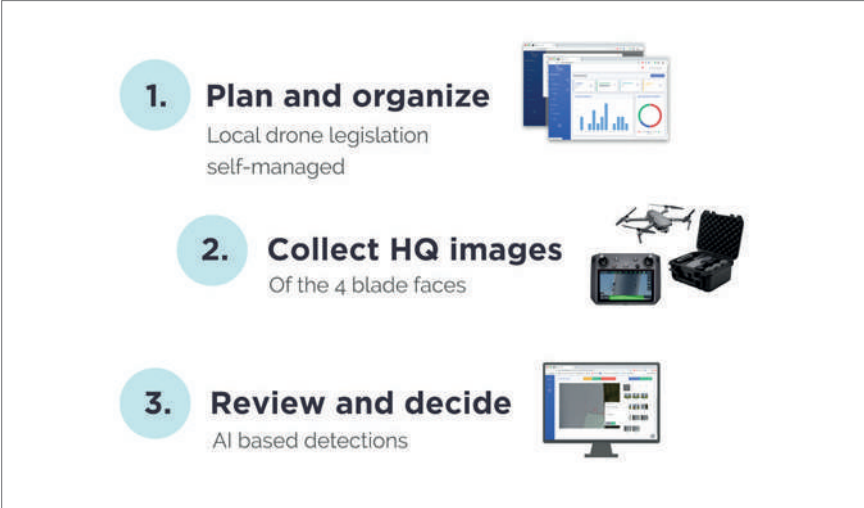 1. Plan and organize
Local drone legislation
self-managed
2. Collect HQ images
Of the 4 blade faces
3. Review and decide
AI based detections